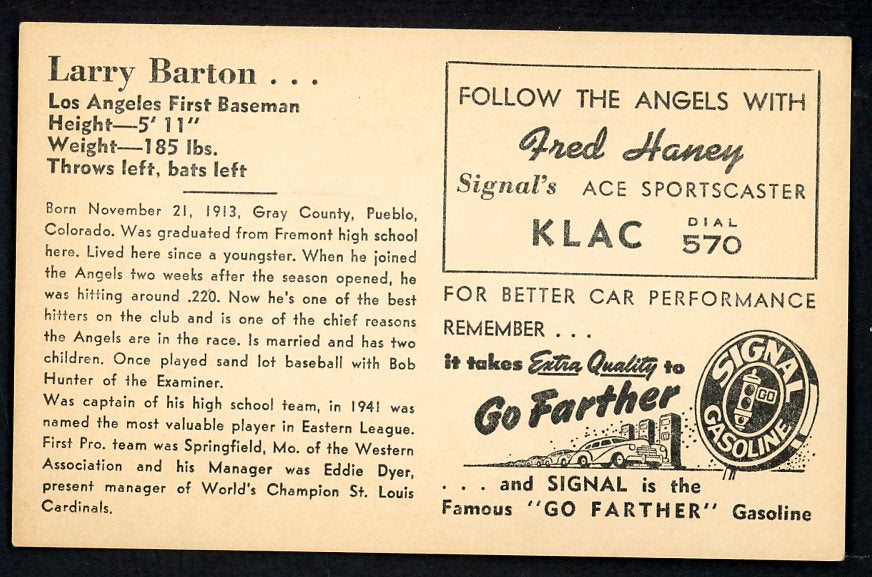 Larry Barton . . .
Los Angeles First Baseman
Height—5' 11"
Weight—185 lbs.
Throws left, bats left
Born November 21, 1913, Gray County, Pueblo,
Colorado. Was graduated from Fremont high school
here. Lived here since a youngster. When he joined
the Angels two weeks after the season opened, he
was hitting around .220. Now he's one of the best
hitters on the club and is one of the chief reasons
the Angels are in the race. Is married and has two
children. Once played sand lot baseball with Bob
Hunter of the Examiner.
Was captain of his high school team, in 1941 was
named the most valuable player in Eastern League.
First Pro. team was Springfield, Mo. of the Western
Association and his Manager was Eddie Dyer,
present manager of World's Champion St. Louis
Cardinals.
FOLLOW THE ANGELS WITH
Fred Haney
Signal's ACE SPORTSCASTER
KLAC DIAL
570
FOR BETTER CAR PERFORMANCE
REMEMBER . . .
it takes Extra Quality to
Go Farther
SIGNAL
GO
GASOLINE
. . . and SIGNAL is the
Famous "GO FARTHER" Gasoline